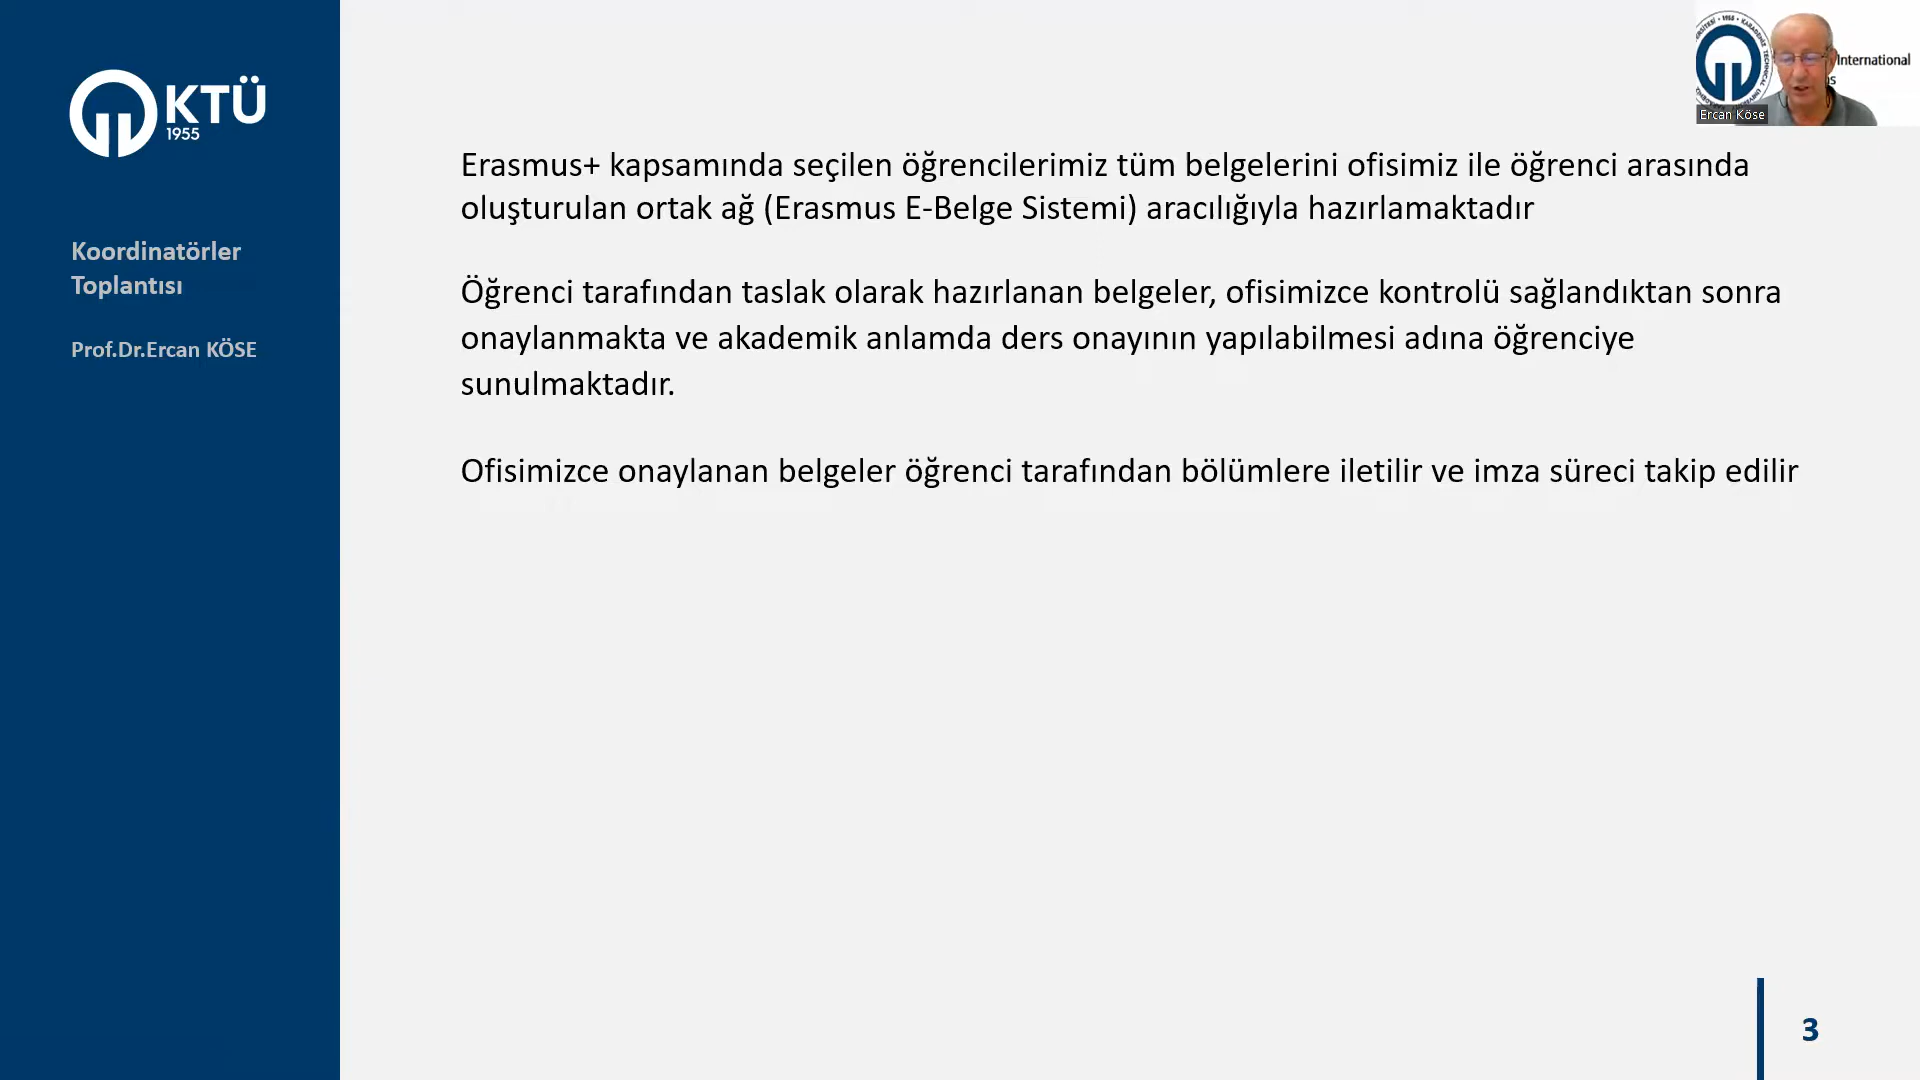 KTÜ
1955
Koordinatörler
Toplantısı
Prof.Dr.Ercan KÖSE
Erasmus+ kapsamında seçilen öğrencilerimiz tüm belgelerini ofisimiz ile öğrenci arasında
oluşturulan ortak ağ (Erasmus E-Belge Sistemi) aracılığıyla hazırlamaktadır
Öğrenci tarafından taslak olarak hazırlanan belgeler, ofisimizce kontrolü sağlandıktan sonra
onaylanmakta ve akademik anlamda ders onayının yapılabilmesi adına öğrenciye
sunulmaktadır.
Ofisimizce onaylanan belgeler öğrenci tarafından bölümlere iletilir ve imza süreci takip edilir
International
Ercan Köse
3